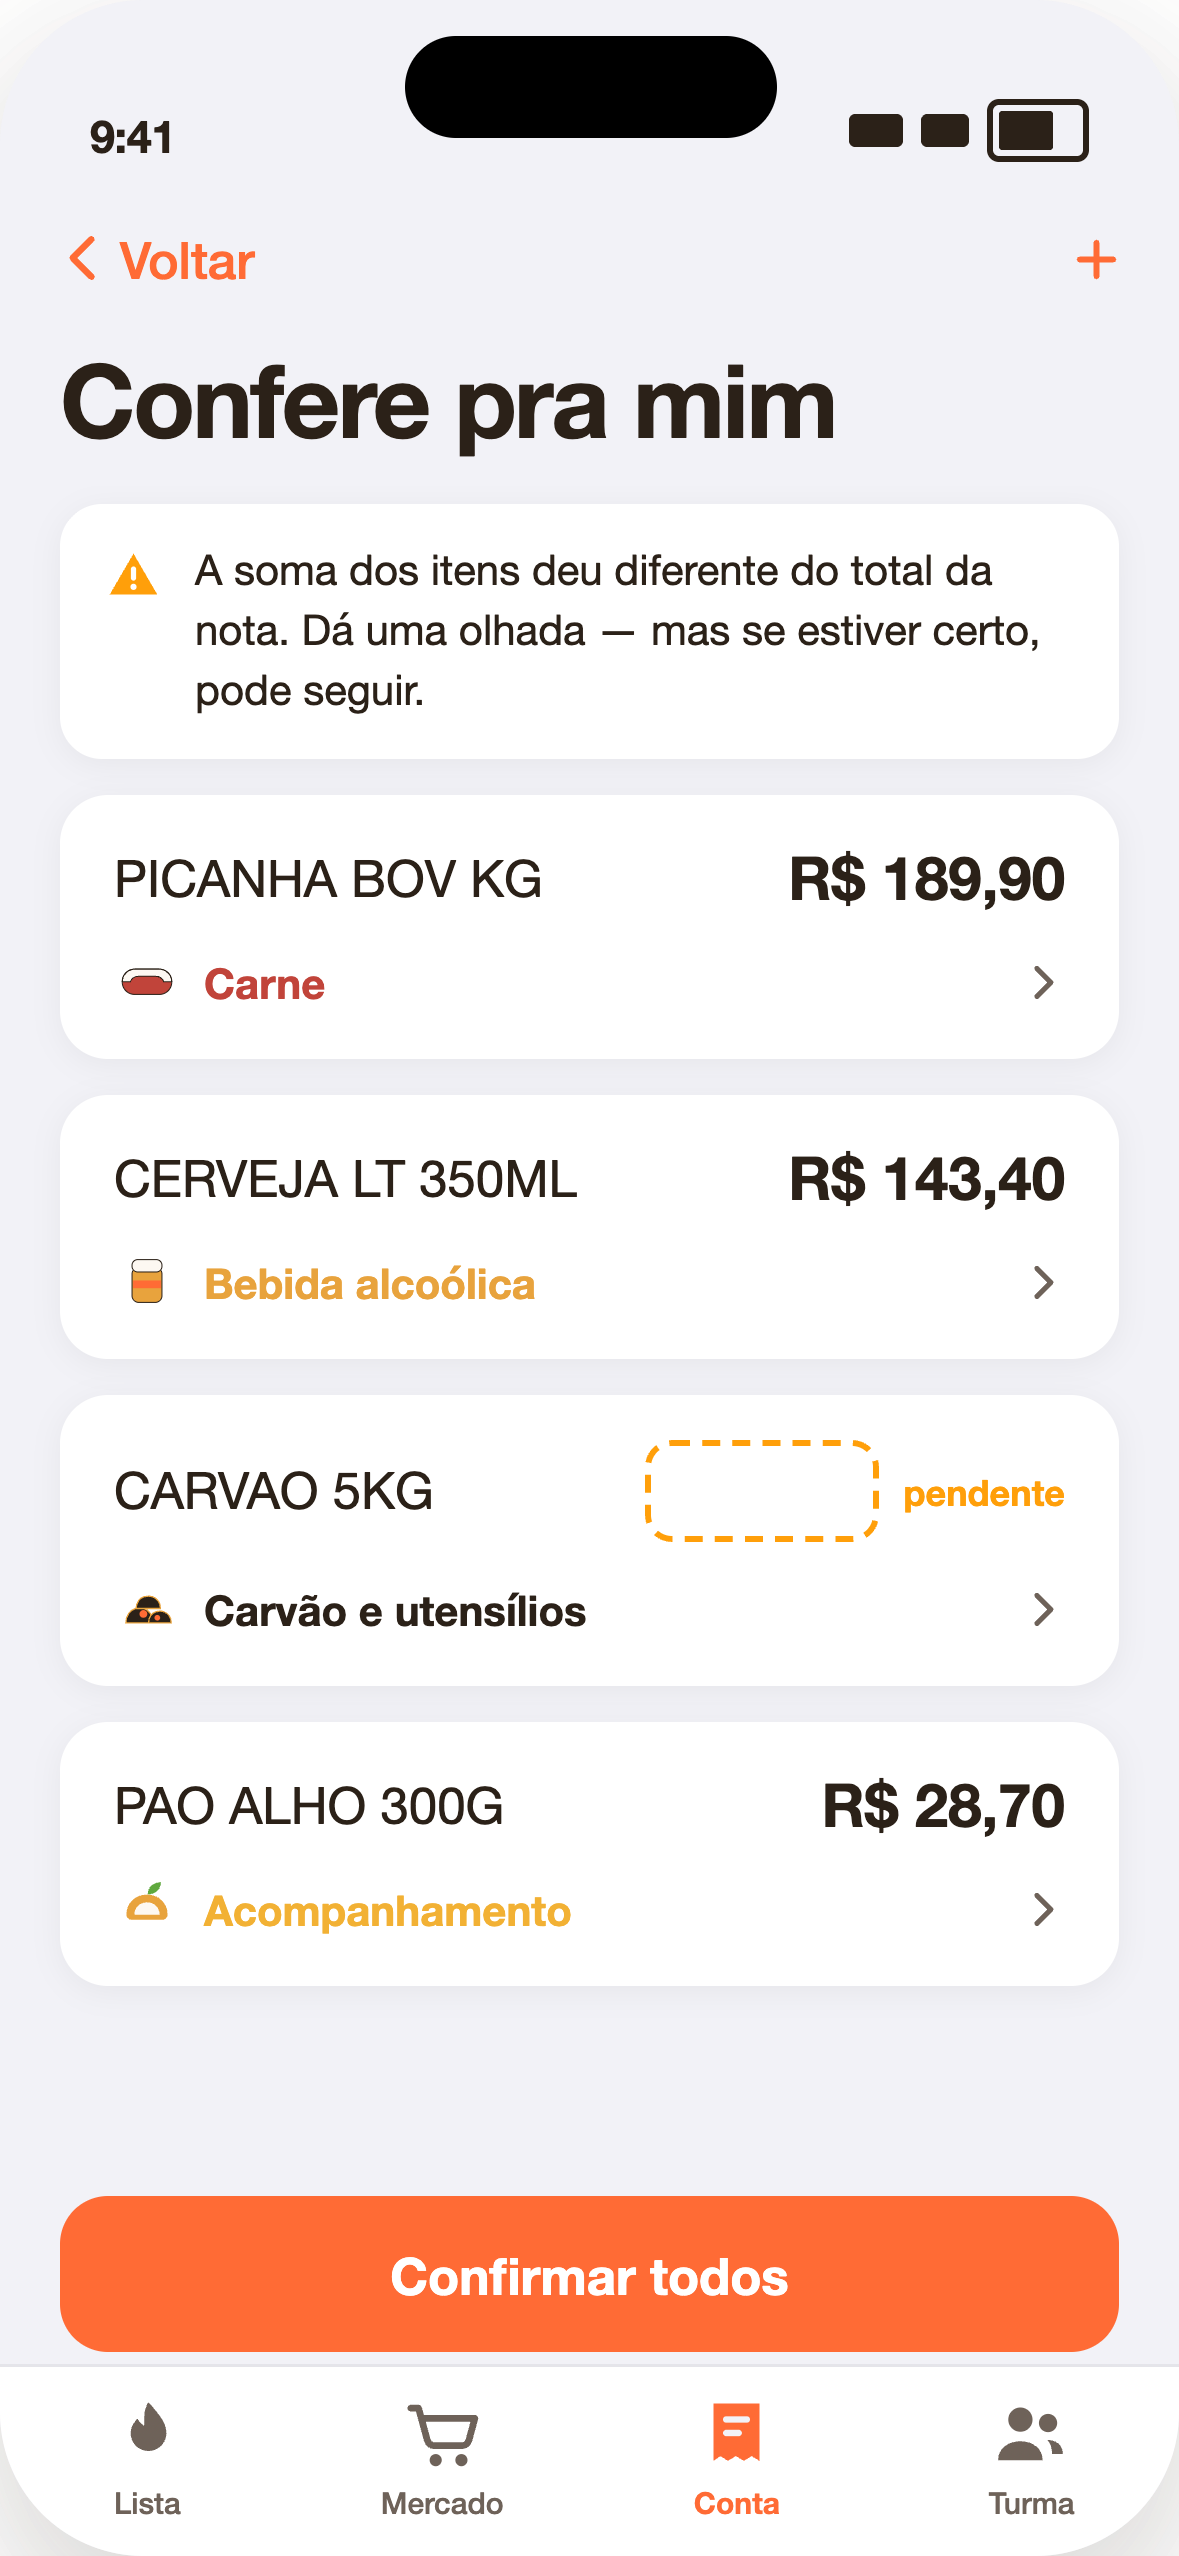 9:41
Voltar
Confere pra mim
A soma dos itens deu diferente do total da
nota. Dá uma olhada — mas se estiver certo,
pode seguir.
PICANHA BOV KG R$ 189,90
Carne
CERVEJA LT 350ML R$ 143,40
Bebida alcoólica
CARVAO 5KG pendente
Carvão e utensílios
PAO ALHO 300G R$ 28,70
Acompanhamento
Confirmar todos
Lista Mercado Conta Turma